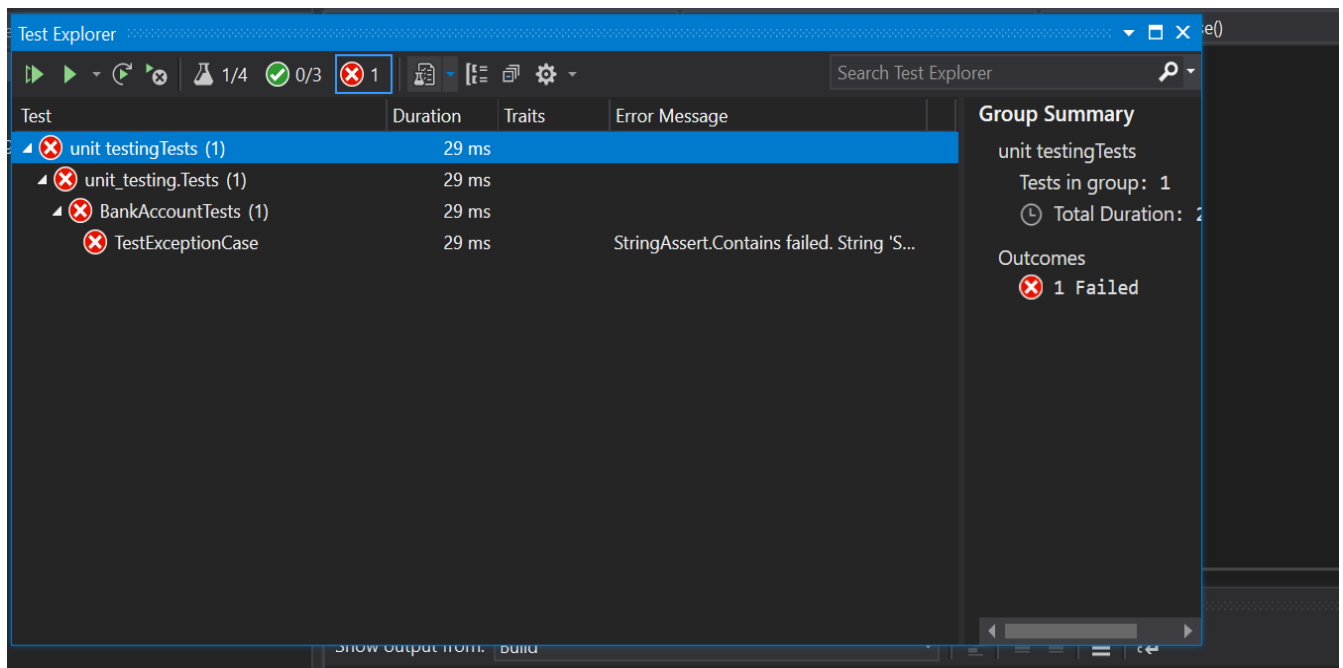 Test Explorer
e()
1/4 0/3 1
Search Test Explorer
Test Duration Traits Error Message
unit testingTests (1) 29 ms
unit_testing.Tests (1) 29 ms
BankAccountTests (1) 29 ms
TestExceptionCase 29 ms StringAssert.Contains failed. String 'S...
Group Summary
unit testingTests
Tests in group: 1
Total Duration:
Outcomes
1 Failed
Show output from: Build